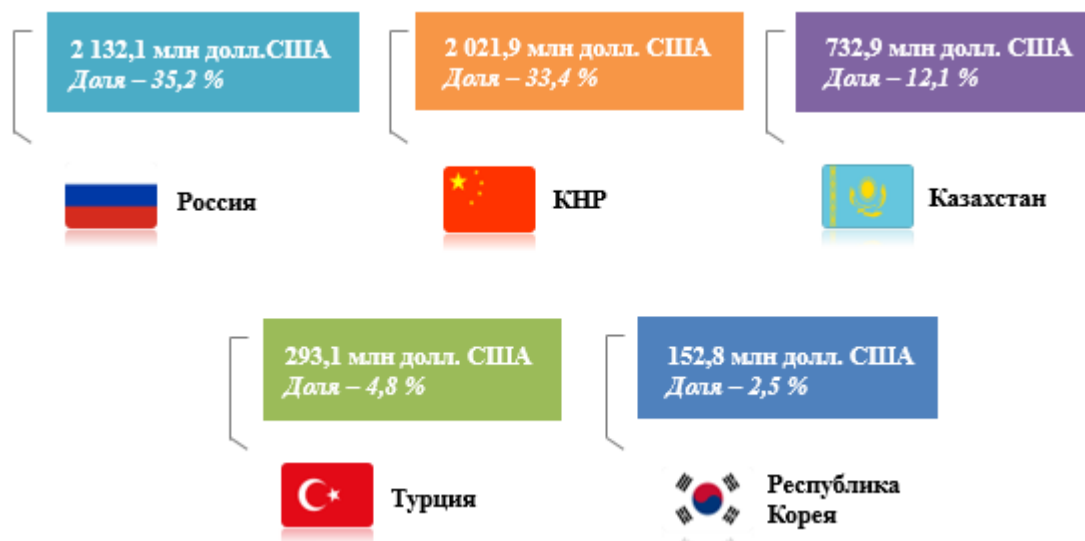 2 132,1 млн долл.США
Доля – 35,2 %
2 021,9 млн долл. США
Доля – 33,4 %
732,9 млн долл. США
Доля – 12,1 %
Россия
КНР
Казахстан
293,1 млн долл. США
Доля – 4,8 %
152,8 млн долл. США
Доля – 2,5 %
Турция
Республика
Корея